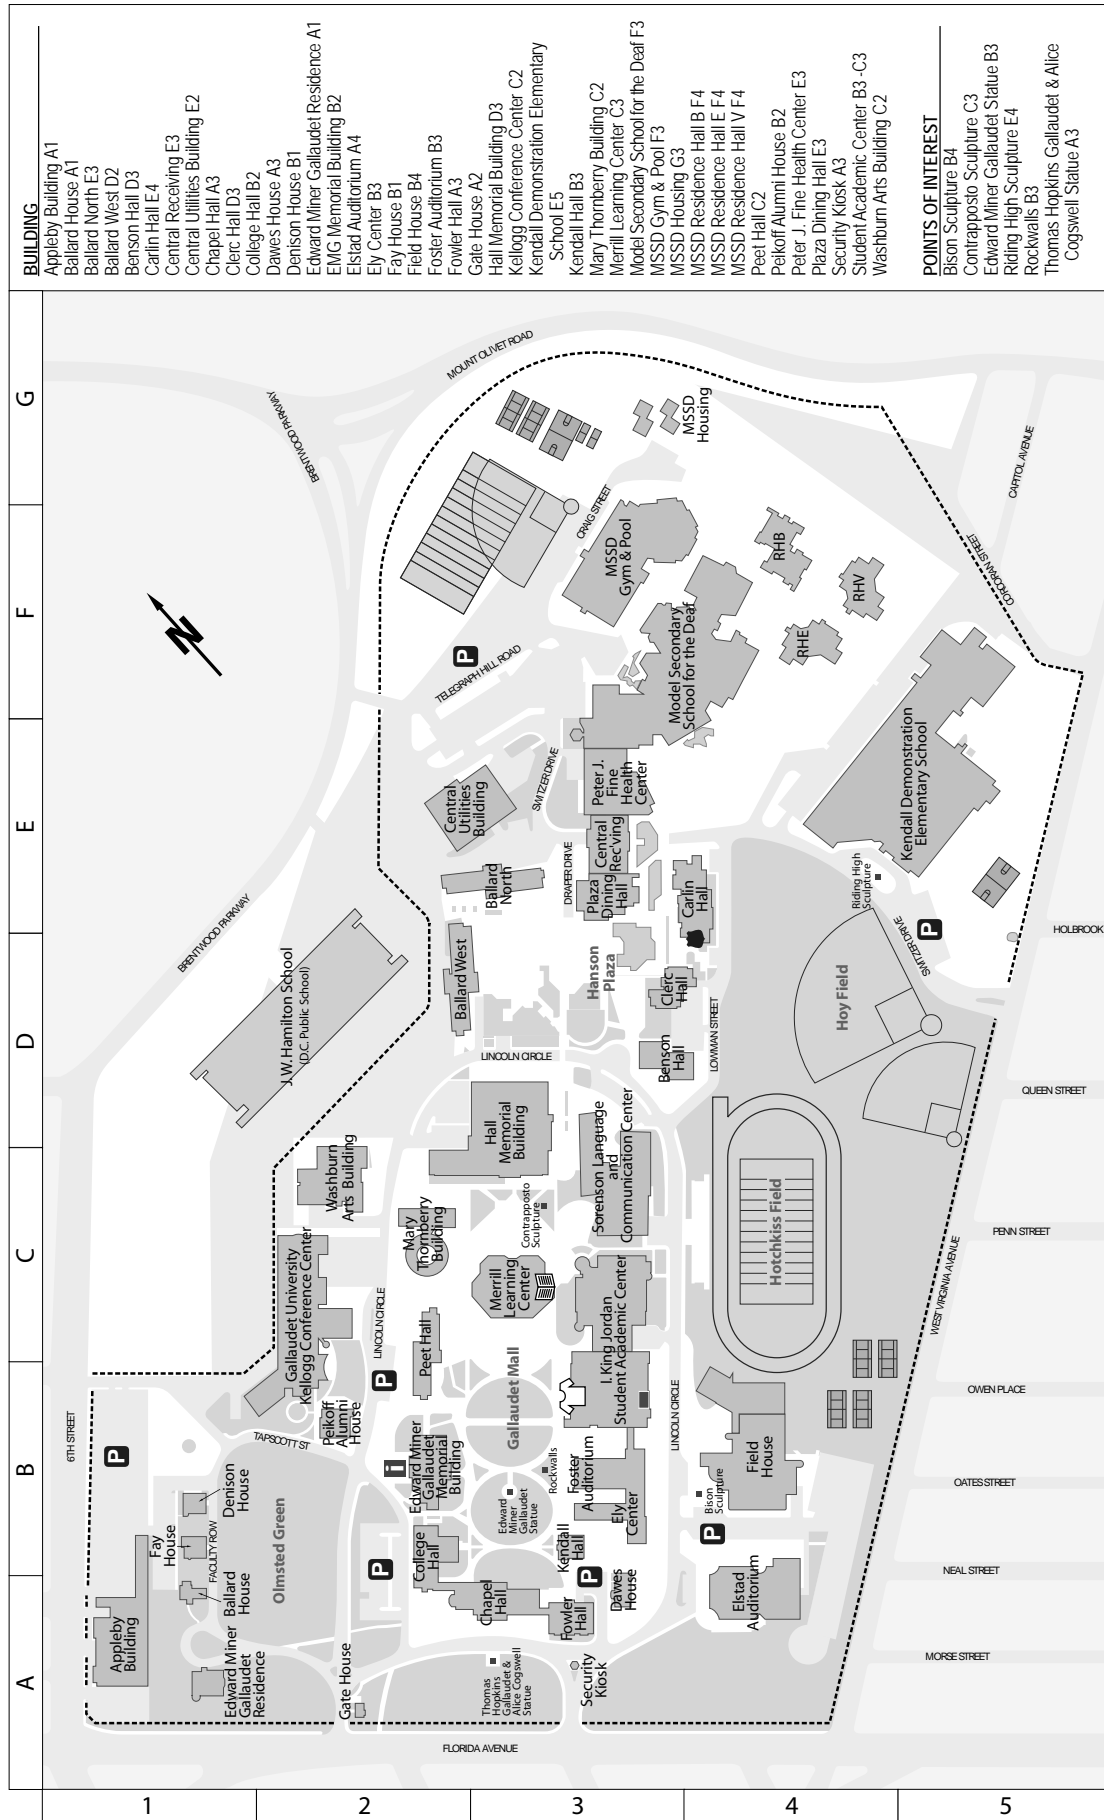 BUILDING
Appleby Building A1
Ballard House A1
Ballard North E3
Ballard West D2
Benson Hall D3
Carlin Hall E4
Central Receiving E3
Central Utilities Building E2
Chapel Hall A3
Clerc Hall D3
College Hall B2
Dawes House A3
Denison House B1
Edward Miner Gallaudet Residence A1
EMG Memorial Building B2
Elstad Auditorium A4
Ely Center B3
Fay House B1
Field House B4
Foster Auditorium B3
Fowler Hall A3
Gate House A2
Hall Memorial Building D3
Kellogg Conference Center C2
Kendall Demonstration Elementary
School E5
Kendall Hall B3
Mary Thornberry Building C2
Merrill Learning Center C3
Model Secondary School for the Deaf F3
MSSD Gym & Pool F3
MSSD Housing G3
MSSD Residence Hall B F4
MSSD Residence Hall E F4
MSSD Residence Hall V F4
Peet Hall C2
Peikoff Alumni House B2
Peter J. Fine Health Center E3
Plaza Dining Hall E3
Security Kiosk A3
Student Academic Center B3 -C3
Washburn Arts Building C2
POINTS OF INTEREST
Bison Sculpture B4
Contrapposto Sculpture C3
Edward Miner Gallaudet Statue B3
Riding High Sculpture E4
Rockwalls B3
Thomas Hopkins Gallaudet & Alice
Cogswell Statue A3
A
B
C
D
E
F
G
1
2
3
4
5
N
6TH STREET
BRENTWOOD PARKWAY
BRENTWOOD PARKWAY
MOUNT OLIVET ROAD
Appleby
Building
Fay
House
Denison
House
FACULTY ROW
Ballard
House
Edward Miner
Gallaudet
Residence
Olmsted Green
TAPSCOTT ST
Peikoff
Alumni
House
Gallaudet University
Kellogg Conference Center
Washburn
Arts Building
J.W. Hamilton School
(D.C. Public School)
Gate House
P
P
P
i
LINCOLN CIRCLE
College
Hall
Edward Miner
Gallaudet
Memorial
Building
Peet Hall
Mary
Thornberry
Building
Ballard West
Ballard
North
Central
Utilities
Building
TELEGRAPH HILL ROAD
P
CRAIG STREET
Chapel
Hall
Thomas
Hopkins
Gallaudet &
Alice Cogswell
Statue
Edward
Miner
Gallaudet
Statue
Rockwalls
Gallaudet Mall
Merrill
Learning
Center
Contrapposto
Sculpture
Hall
Memorial
Building
LINCOLN CIRCLE
SWITZER DRIVE
DRAPER DRIVE
Fowler
Hall
Security
Kiosk
Kendall
Hall
P
Dawes
House
Foster
Auditorium
Ely
Center
I. King Jordan
Student Academic Center
Sorenson Language
and
Communication Center
Hanson
Plaza
Plaza
Dining
Hall
Central
Rec'ving
Peter J.
Fine
Health
Center
Model Secondary
School for the Deaf
MSSD
Gym & Pool
MSSD
Housing
LINCOLN CIRCLE
Benson
Hall
Clerc
Hall
Carlin
Hall
LOWMAN STREET
Elstad
Auditorium
P
Bison
Sculpture
Field
House
Hotchkiss Field
Hoy Field
Riding High
Sculpture
SWITZER DRIVE
P
Kendall Demonstration
Elementary School
RHE
RHB
RHV
FLORIDA AVENUE
MORSE STREET
NEAL STREET
OATES STREET
OWEN PLACE
WEST VIRGINIA AVENUE
PENN STREET
QUEEN STREET
HOLBROOK
CORCORAN STREET
CAPITOL AVENUE